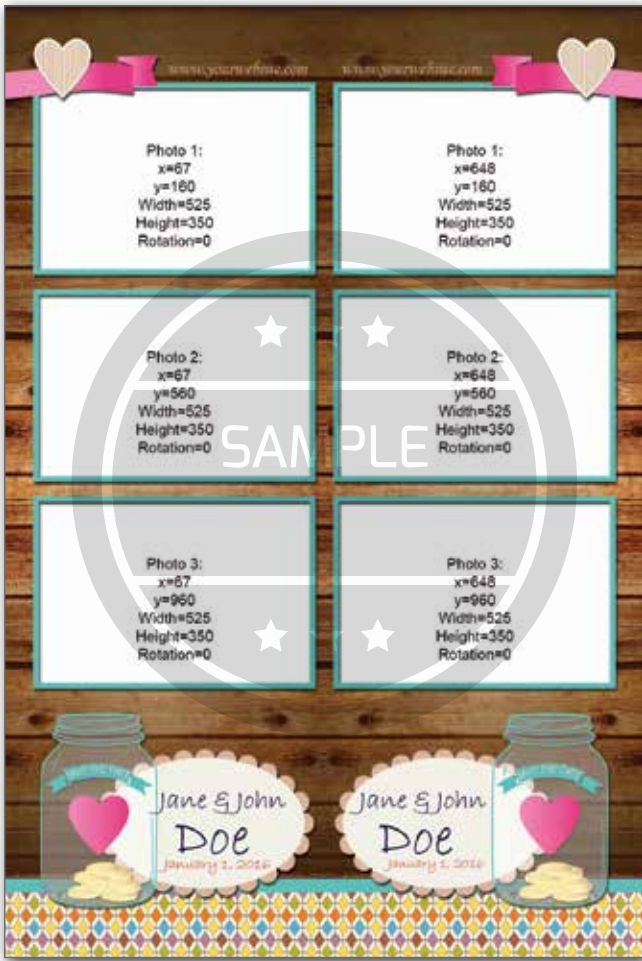 www.yourwebsite.com www.yourwebsite.com
Photo 1:
x=67
y=160
Width=525
Height=350
Rotation=0
Photo 1:
x=648
y=160
Width=525
Height=350
Rotation=0
Photo 2:
x=67
y=560
Width=525
Height=350
Rotation=0
Photo 2:
x=648
y=560
Width=525
Height=350
Rotation=0
SAMPLE
Photo 3:
x=67
y=960
Width=525
Height=350
Rotation=0
Photo 3:
x=648
y=960
Width=525
Height=350
Rotation=0
Jane & John
Doe
January 1, 2016
Jane & John
Doe
January 1, 2016